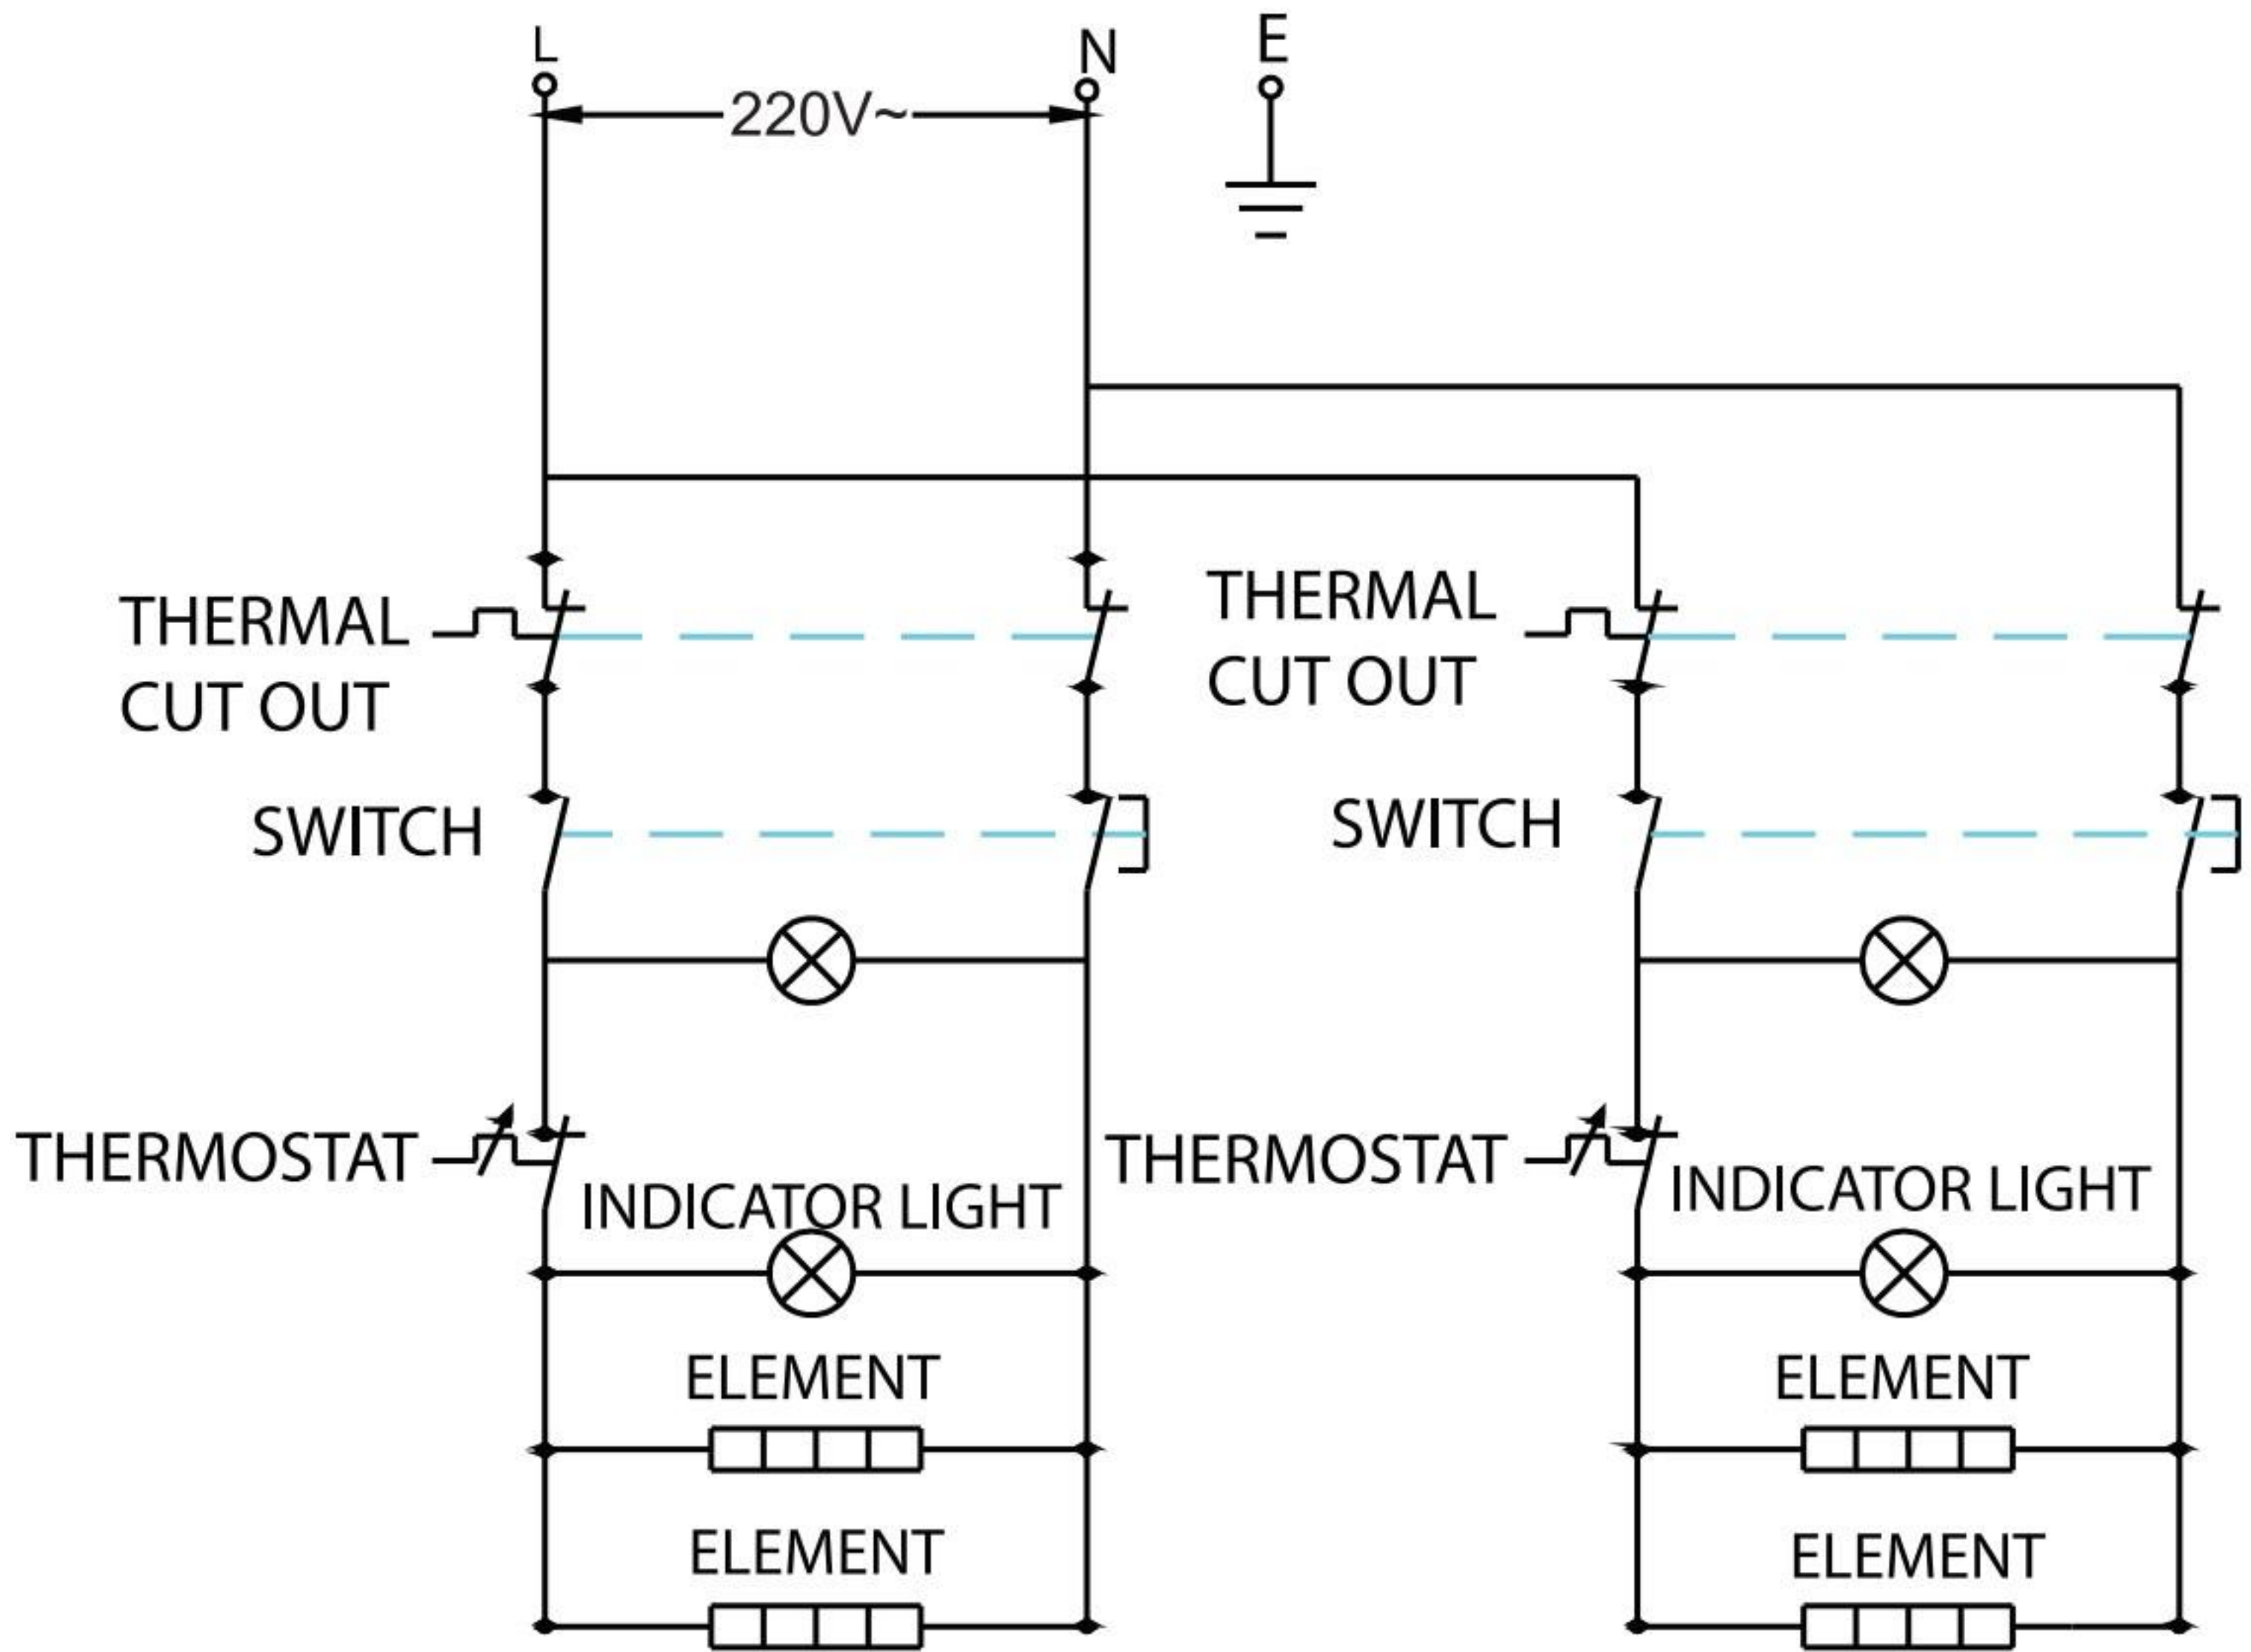 L
N
E
220V~
THERMAL
CUT OUT
THERMAL
CUT OUT
SWITCH
SWITCH
THERMOSTAT
INDICATOR LIGHT
THERMOSTAT
INDICATOR LIGHT
ELEMENT
ELEMENT
ELEMENT
ELEMENT